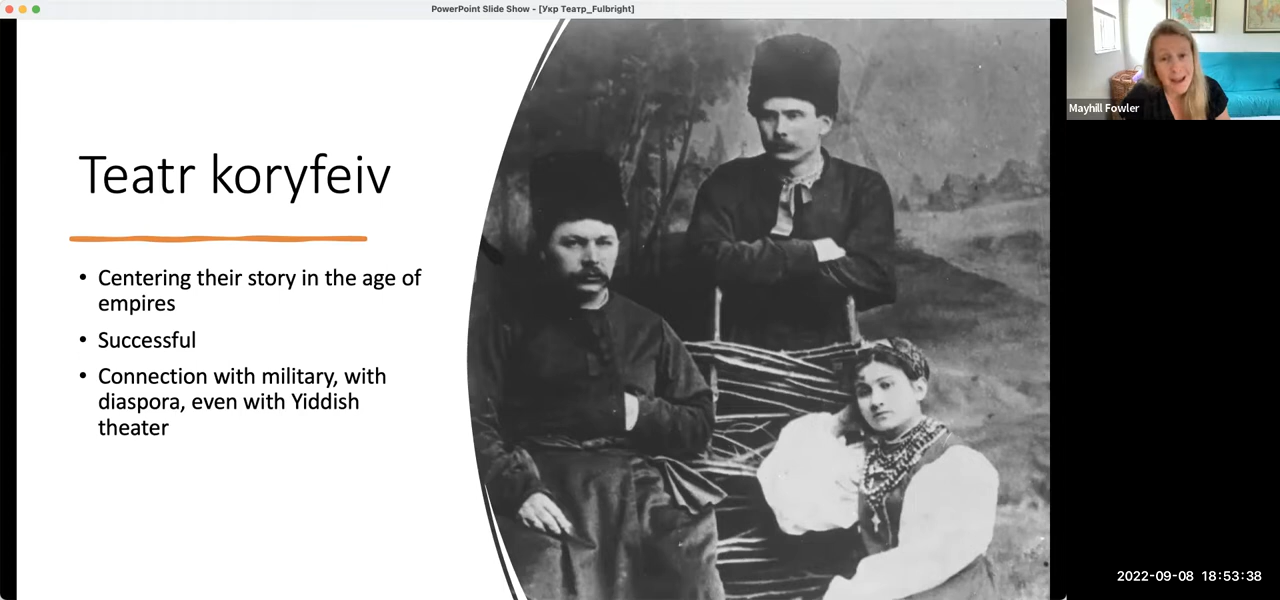 PowerPoint Slide Show - [Укр Театр_Fulbright]
Mayhill Fowler
Teatr koryfeiv
• Centering their story in the age of
empires
• Successful
• Connection with military, with
diaspora, even with Yiddish
theater
2022-09-08 18:53:38